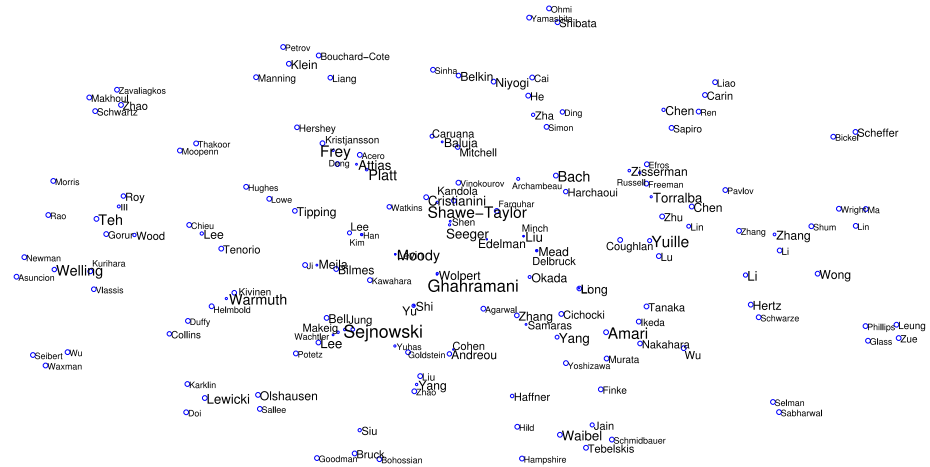 Ohmi
Yamashita
Shibata
Petrov
Bouchard−Cote
Klein
Manning
Liang
Sinha
Belkin
Niyogi
Cai
He
Liao
Carin
Zavaliagkos
Makhoul
Zhao
Schwartz
Zha
Ding
Simon
Chen
Ren
Sapiro
Scheffer
Bickel
Hershey
Kristjansson
Frey
Acero
Deng
Attias
Platt
Caruana
Baluja
Mitchell
Thakoor
Moopenn
Efros
Zisserman
Russell
Freeman
Torralba
Chen
Pavlov
Morris
Roy
III
Rao
Teh
Gorur
Wood
Hughes
Lowe
Tipping
Vinokourov
Kandola
Cristianini
Shawe−Taylor
Farquhar
Archambeau
Bach
Harchaoui
Watkins
Shen
Seeger
Edelman
Minch
Liu
Mead
Delbruck
Zhu
Lin
Coughlan
Yuille
Lu
Wright
Ma
Shum
Lin
Zhang
Zhang
Li
Chieu
Lee
Tenorio
Lee
Kim
Han
Moody
Ji
Meila
Bilmes
Kawahara
Wolpert
Ghahramani
Okada
Long
Li
Wong
Newman
Welling
Kurihara
Asuncion
Vlassis
Kivinen
Warmuth
Helmbold
Duffy
Collins
Yu
Shi
Agarwal
Zhang
Samaras
Cichocki
Yang
Amari
Tanaka
Ikeda
Nakahara
Wu
Hertz
Schwarze
Phillips
Leung
Glass
Zue
Bell
Jung
Makeig
Sejnowski
Wachtler
Lee
Potetz
Yuhas
Goldstein
Cohen
Andreou
Yoshizawa
Murata
Seibert
Wu
Waxman
Karklin
Lewicki
Olshausen
Sallee
Doi
Liu
Yang
Zhao
Haffner
Finke
Selman
Sabharwal
Siu
Hild
Jain
Waibel
Schmidbauer
Tebelskis
Hampshire
Goodman
Bruck
Bohossian